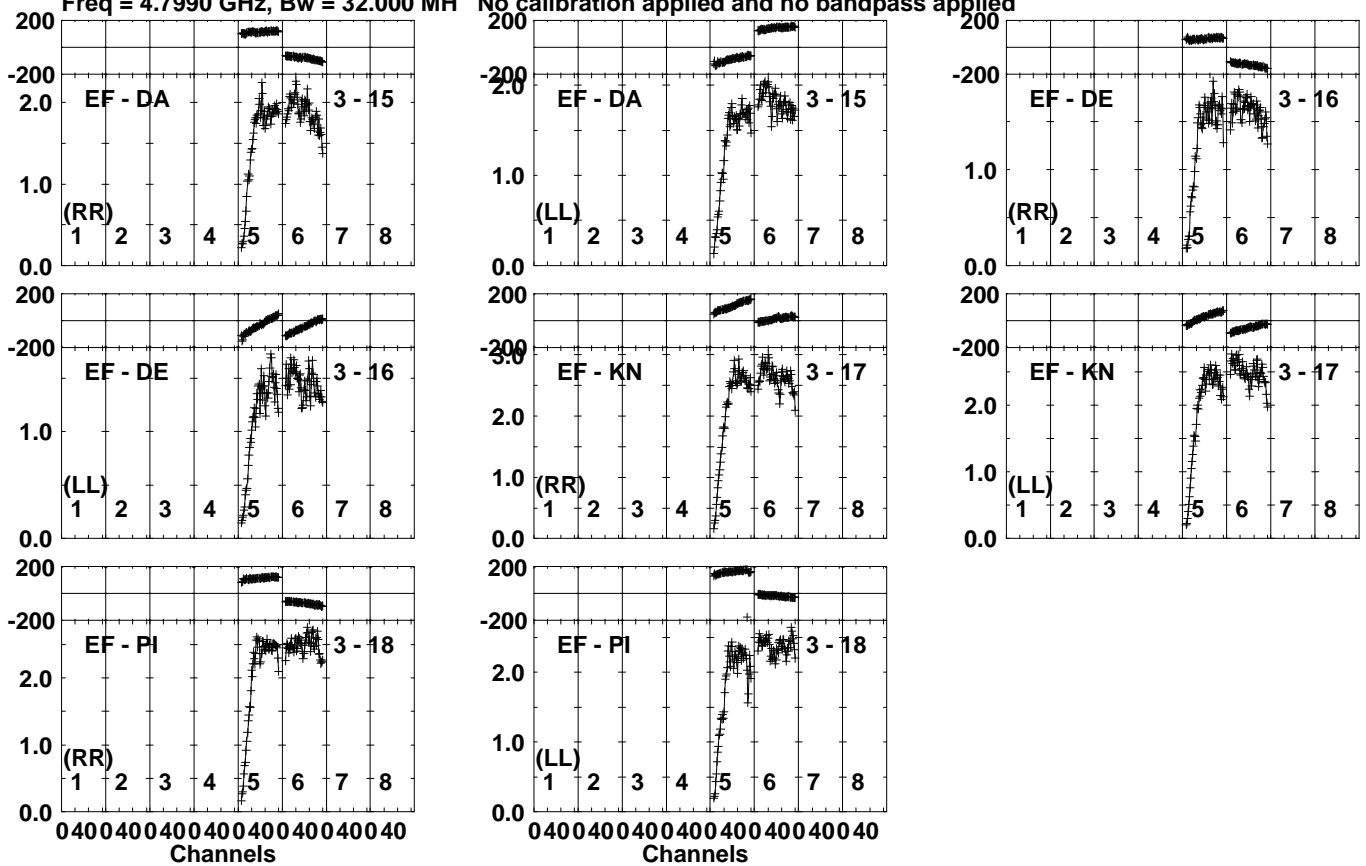 Freq = 4.7990 GHz, Bw = 32.000 MH No calibration applied and no bandpass applied
200
-200
2.0
1.0
0.0
EF - DA 3 - 15
(RR)
1 2 3 4 5 6 7 8
200
-200
2.0
1.0
0.0
EF - DA 3 - 15
(LL)
1 2 3 4 5 6 7 8
200
-200
2.0
1.0
0.0
EF - DE 3 - 16
(RR)
1 2 3 4 5 6 7 8
200
-200
1.0
0.0
EF - DE 3 - 16
(LL)
1 2 3 4 5 6 7 8
200
-200
3.0
2.0
1.0
0.0
EF - KN 3 - 17
(RR)
1 2 3 4 5 6 7 8
200
-200
2.0
1.0
0.0
EF - KN 3 - 17
(LL)
1 2 3 4 5 6 7 8
200
-200
2.0
1.0
0.0
EF - PI 3 - 18
(RR)
1 2 3 4 5 6 7 8
0 40 0 40 0 40 0 40 0 40 0 40 0 40 0 40
Channels
200
-200
2.0
1.0
0.0
EF - PI 3 - 18
(LL)
1 2 3 4 5 6 7 8
0 40 0 40 0 40 0 40 0 40 0 40 0 40 0 40
Channels